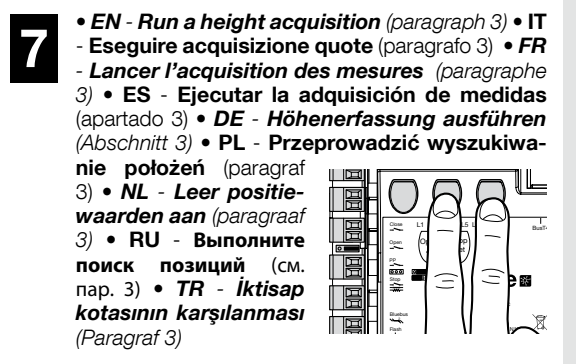 7
• EN - Run a height acquisition (paragraph 3) • IT
- Eseguire acquisizione quote (paragrafo 3) • FR
- Lancer l'acquisition des mesures (paragraphe
3) • ES - Ejecutar la adquisición de medidas
(apartado 3) • DE - Höhenerfassung ausführen
(Abschnitt 3) • PL - Przeprowadzić wyszukiwa-
nie położeń (paragraf
3) • NL - Leer positie-
waarden aan (paragraaf
3) • RU - Выполните
поиск позиций (см.
пар. 3) • TR - İktisap
kotasının karşılanması
(Paragraf 3)
Close
L1
L5
BusT4
Open
PP
Stop
Bluebus
Flash